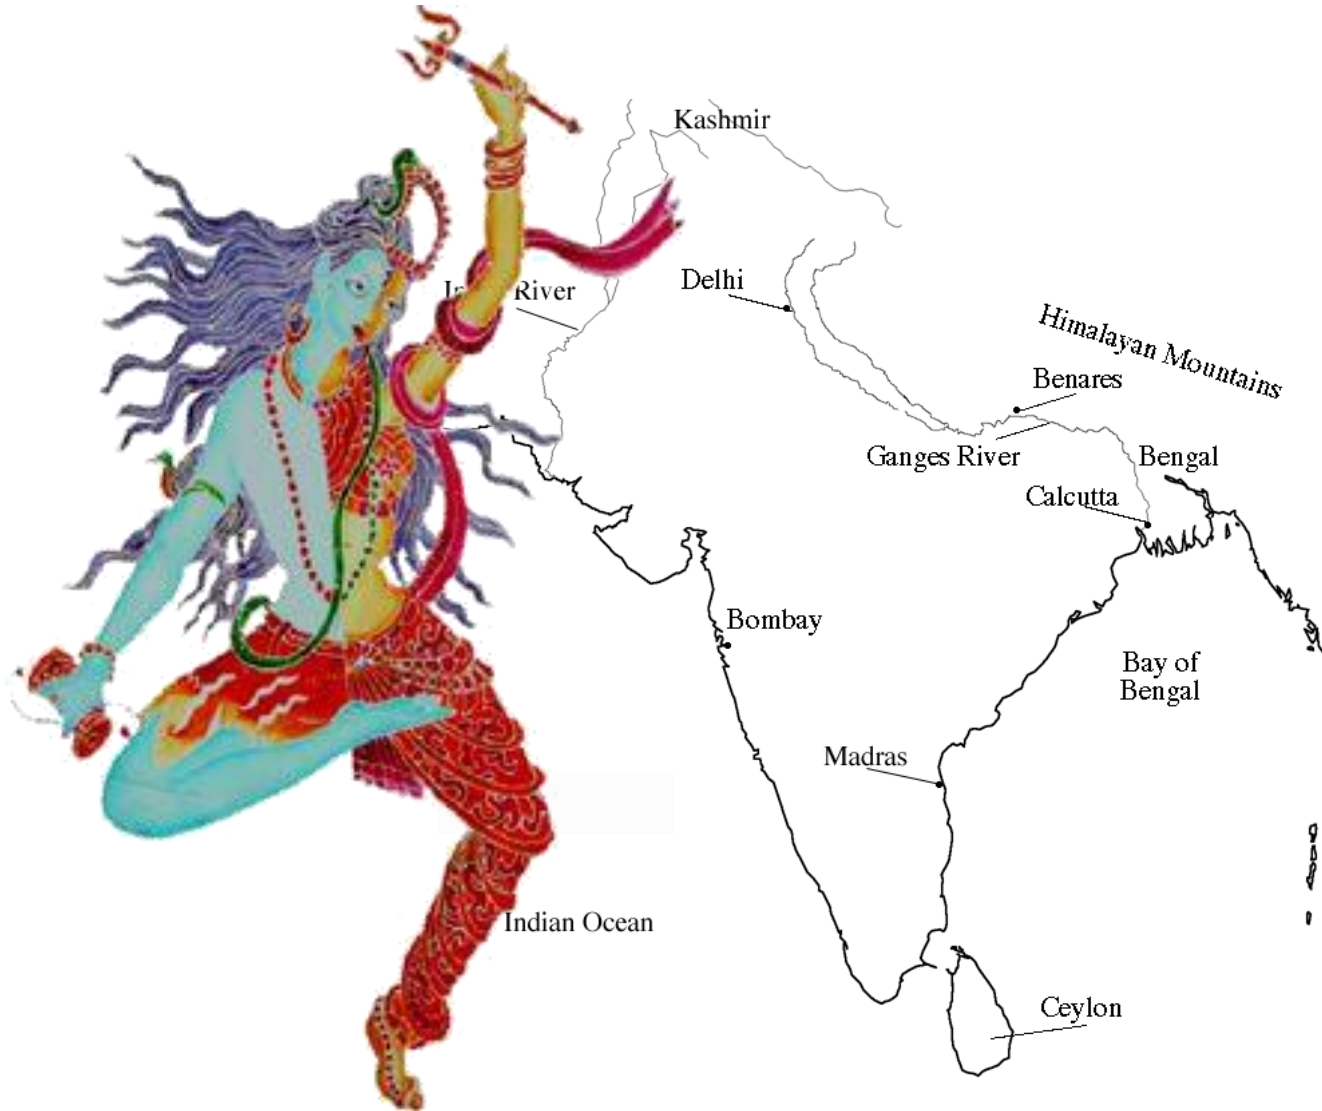 Kashmir
Delhi
River
Himalayan Mountains
Benares
Ganges River
Bengal
Calcutta
Bombay
Bay of
Bengal
Madras
Indian Ocean
Ceylon